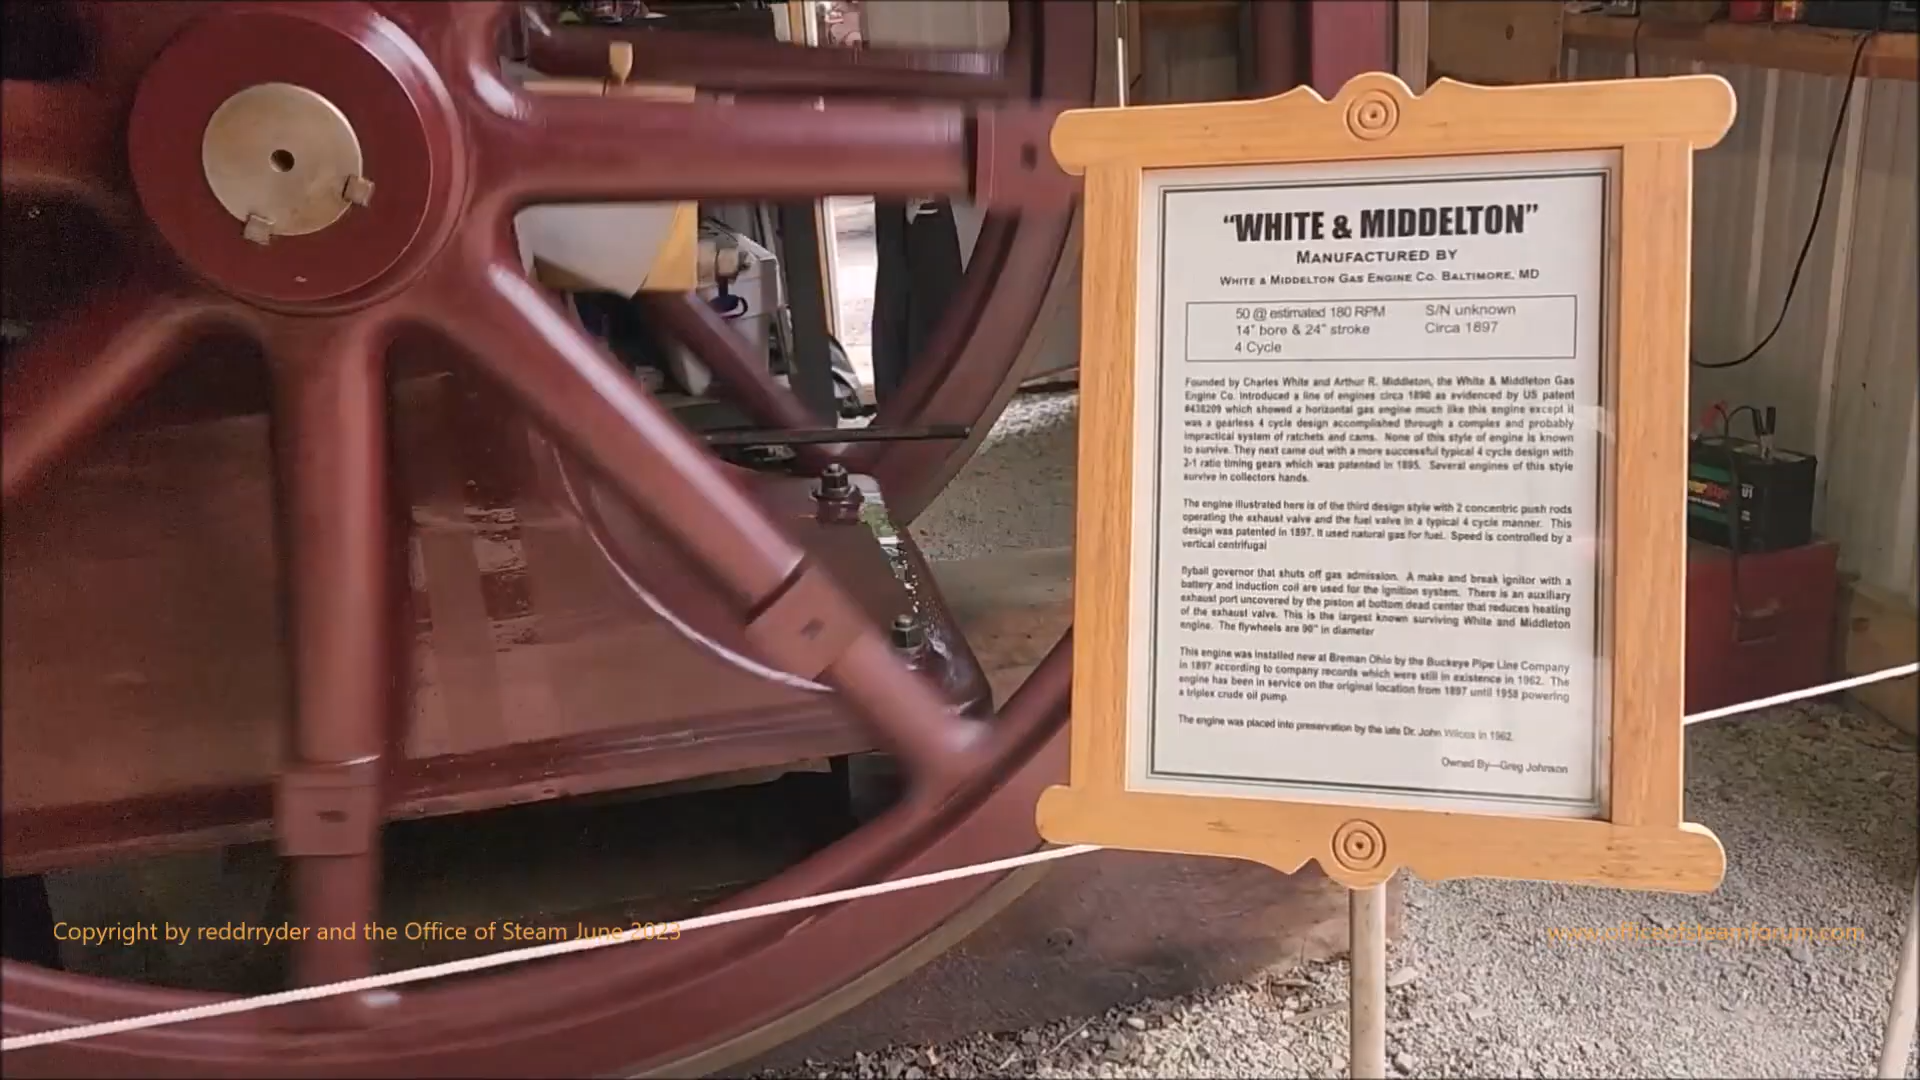 “WHITE & MIDDELTON”
MANUFACTURED BY
WHITE & MIDDELTON GAS ENGINE CO. BALTIMORE, MD
50 @ estimated 180 RPM S/N unknown
14" bore & 24" stroke Circa 1897
4 Cycle
Founded by Charles White and Arthur R. Middleton, the White & Middleton Gas
Engine Co. introduced a line of engines circa 1890 as evidenced by US patent
#438209 which showed a horizontal gas engine much like this engine except it
was a gearless 4 cycle design accomplished through a complex and probably
impractical system of ratchets and cams. None of this style of engine is known
to survive. They next came out with a more successful typical 4 cycle design with
2-1 ratio timing gears which was patented in 1895. Several engines of this style
survive in collectors hands.
The engine illustrated here is of the third design style with 2 concentric push rods
operating the exhaust valve and the fuel valve in a typical 4 cycle manner. This
design was patented in 1897. It used natural gas for fuel. Speed is controlled by a
vertical centrifugal
flyball governor that shuts off gas admission. A make and break ignitor with a
battery and induction coil are used for the ignition system. There is an auxiliary
exhaust port uncovered by the piston at bottom dead center that reduces heating
of the exhaust valve. This is the largest known surviving White and Middleton
engine. The flywheels are 90" in diameter
This engine was installed new at Breman Ohio by the Buckeye Pipe Line Company
in 1897 according to company records which were still in existence in 1962. The
engine has been in service on the original location from 1897 until 1958 powering
a triplex crude oil pump.
The engine was placed into preservation by the late Dr. John Wilcox in 1962.
Owned By—Greg Johnson
Copyright by reddrryder and the Office of Steam June 2023
www.officeofsteamforum.com